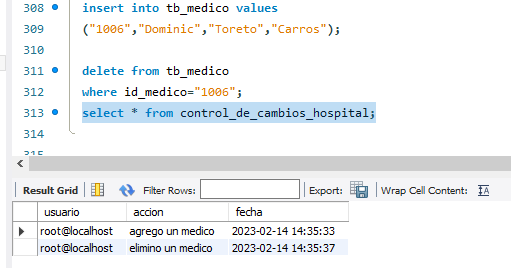 308 insert into tb_medico values
309 ("1006","Dominic","Toreto","Carros");
310
311 delete from tb_medico
312 where id_medico="1006";
313 select * from control_de_cambios_hospital;
314
315
Result Grid Filter Rows: Export: Wrap Cell Content:
usuario accion fecha
root@localhost agrego un medico 2023-02-14 14:35:33
root@localhost elimino un medico 2023-02-14 14:35:37